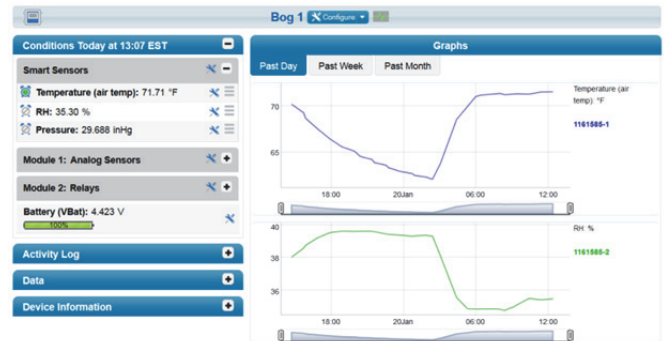 Bog 1 Configure
Conditions Today at 13:07 EST
Smart Sensors
Temperature (air temp): 71.71 °F
RH: 35.30 %
Pressure: 29.688 inHg
Module 1: Analog Sensors
Module 2: Relays
Battery (VBat): 4.423 V
100%
Activity Log
Data
Device Information
Graphs
Past Day Past Week Past Month
Temperature (air
temp) °F
1161585-1
70
65
18:00 20Jan 06:00 12:00
RH %
1161585-2
40
38
36
18:00 20Jan 06:00 12:00